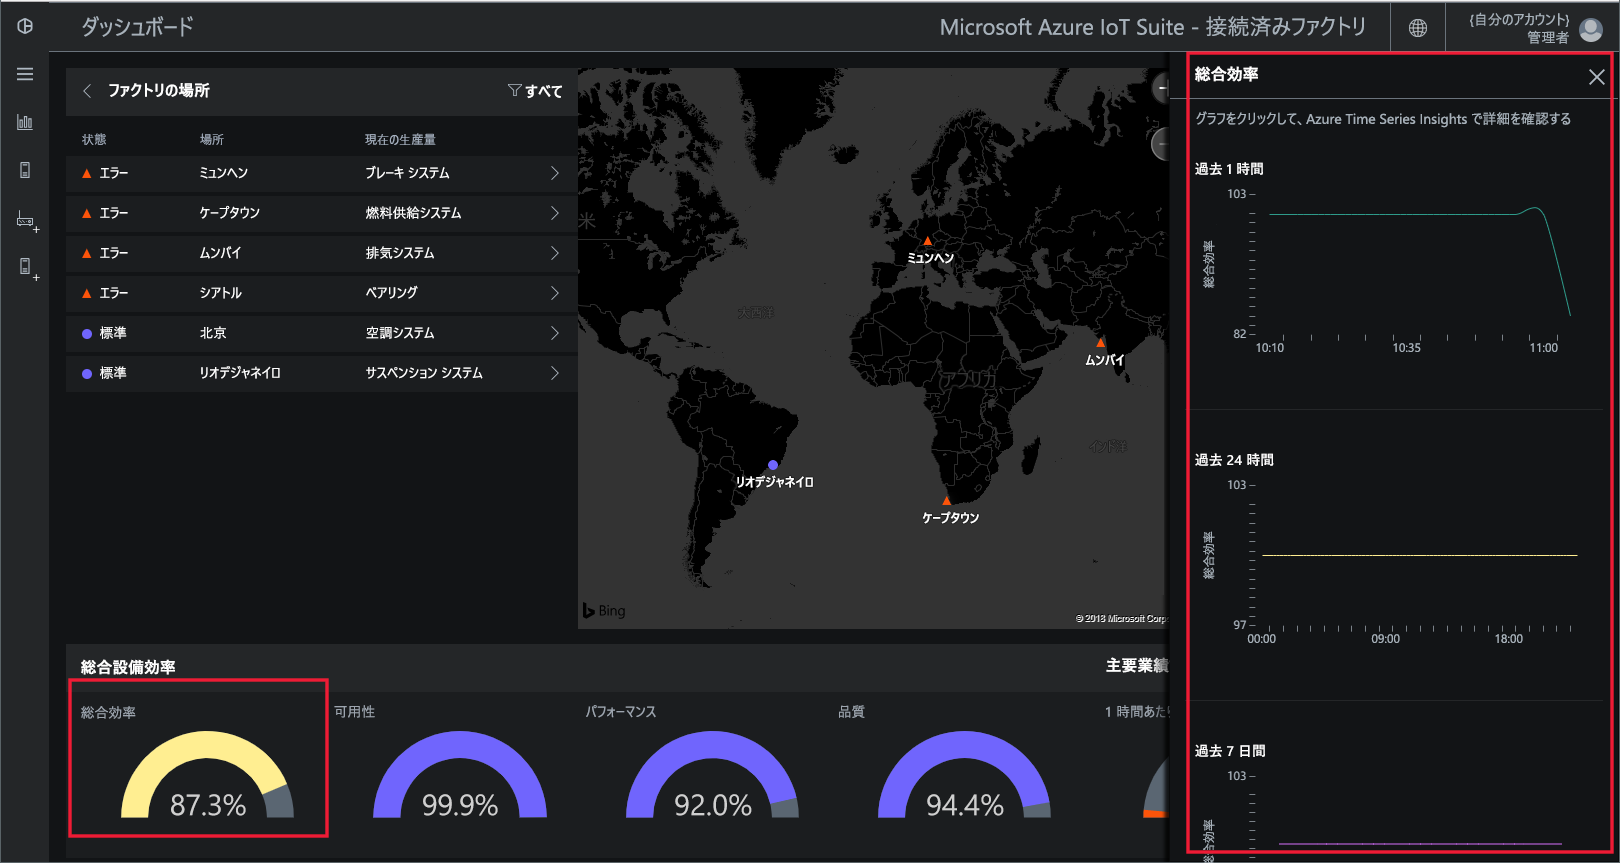 ダッシュボード
Microsoft Azure IoT Suite - 接続済みファクトリ
{自分のアカウント}
管理者
ファクトリの場所
すべて
状態 場所 現在の生産量
エラー ミュンヘン ブレーキ システム
エラー ケープタウン 燃料供給システム
エラー ムンバイ 排気システム
エラー シアトル ベアリング
標準 北京 空調システム
標準 リオデジャネイロ サスペンション システム
米
大西洋
アフリカ
インド洋
ミュンヘン
ムンバイ
リオデジャネイロ
ケープタウン
Bing
© 2018 Microsoft Corpo
総合設備効率
主要業績
総合効率
87.3%
可用性
99.9%
パフォーマンス
92.0%
品質
94.4%
1 時間あたり
総合効率
グラフをクリックして、Azure Time Series Insights で詳細を確認する
過去 1 時間
103
総合効率
82
10:10 10:35 11:00
過去 24 時間
103
総合効率
97
00:00 09:00 18:00
過去 7 日間
103
総合効率